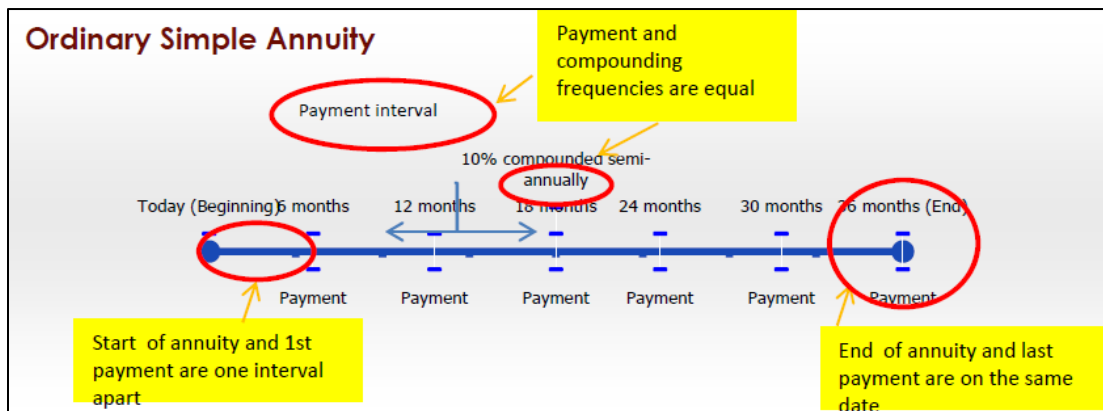 Ordinary Simple Annuity
Payment and
compounding
frequencies are equal
Payment interval
10% compounded semi-
annually
Today (Beginning)
6 months
12 months
18 months
24 months
30 months
36 months (End)
Payment
Payment
Payment
Payment
Payment
Payment
Start of annuity and 1st
payment are one interval
apart
End of annuity and last
payment are on the same
date